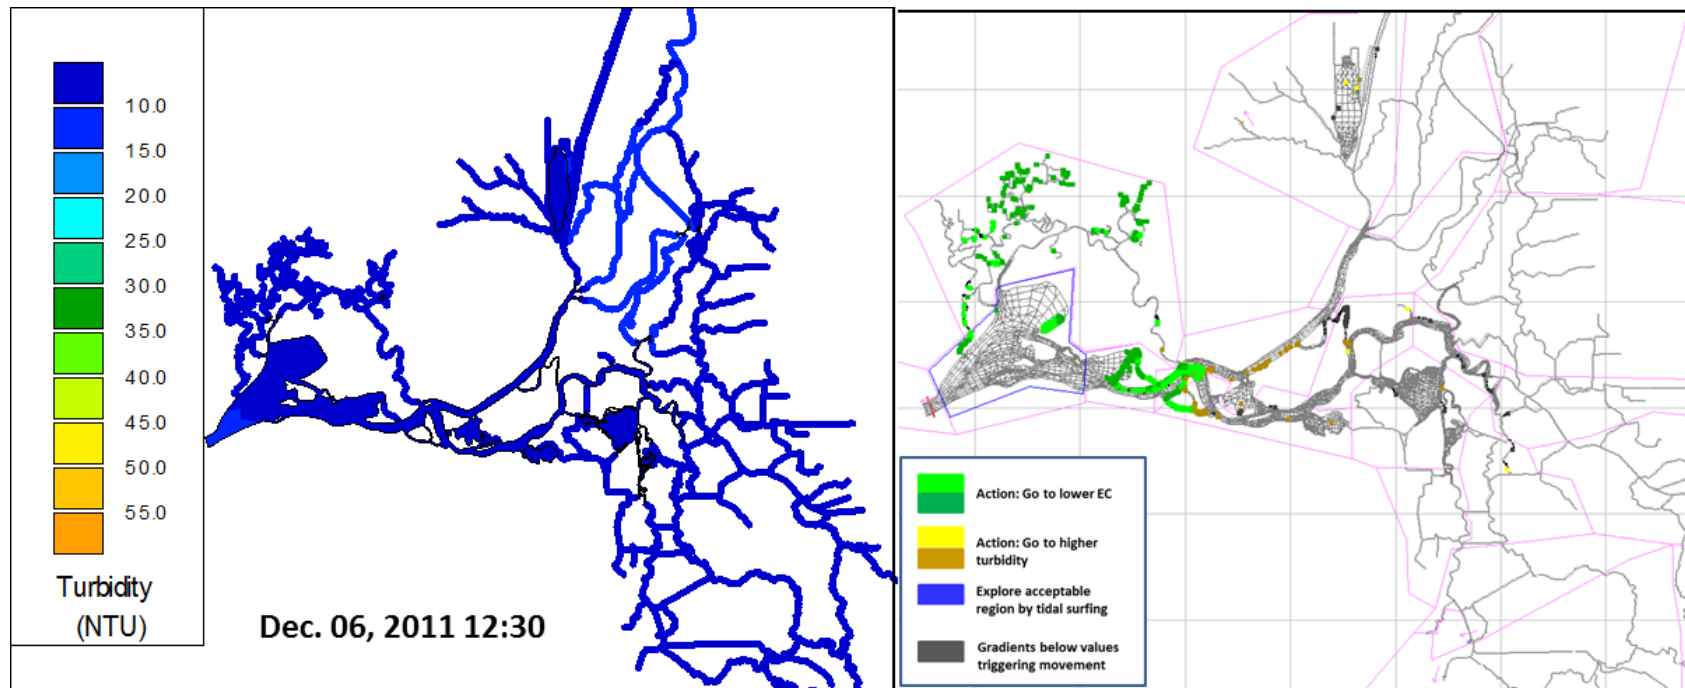 10.0
15.0
20.0
25.0
30.0
35.0
40.0
45.0
50.0
55.0
Turbidity
(NTU)
Dec. 06, 2011 12:30
Action: Go to lower EC
Action: Go to higher
turbidity
Explore acceptable
region by tidal surfing
Gradients below values
triggering movement